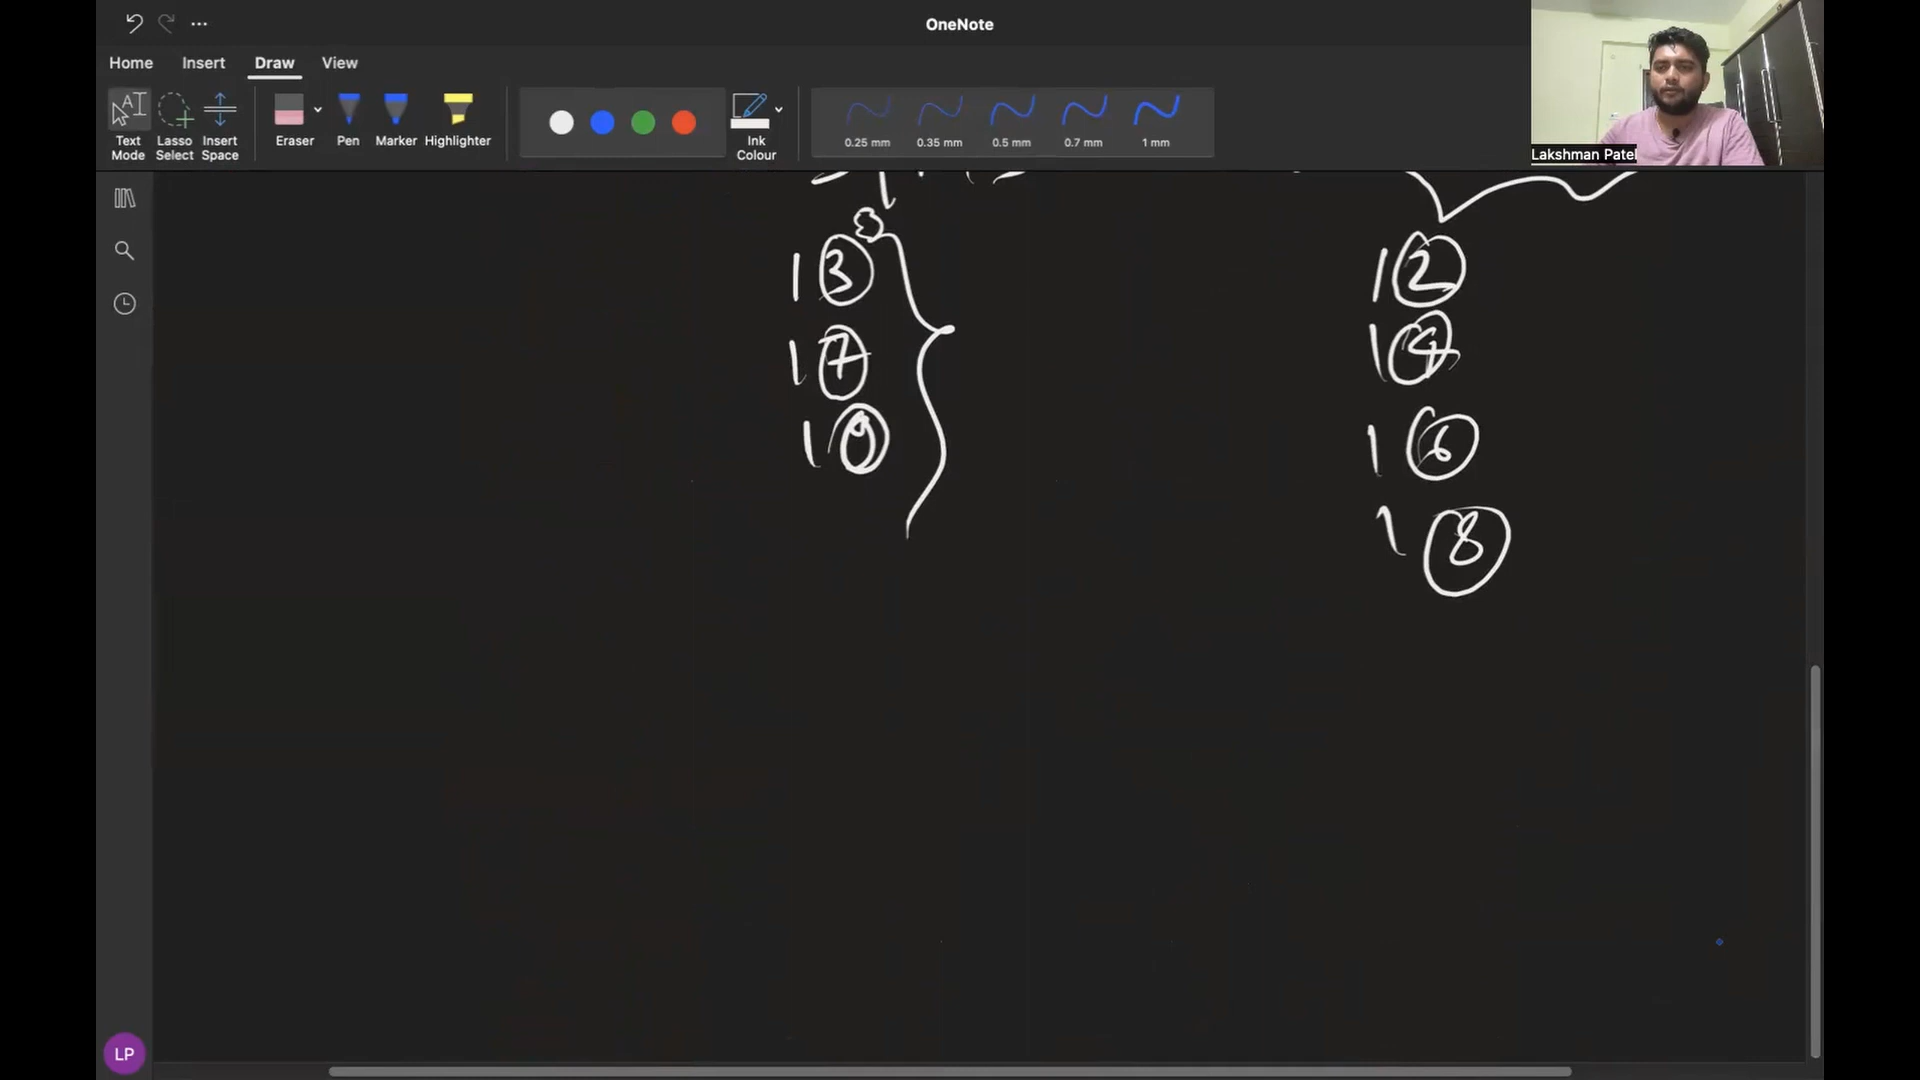 OneNote
Home Insert Draw View
Text Mode
Lasso Select
Insert Space
Eraser
Pen
Marker
Highlighter
Ink Colour
0.25 mm
0.35 mm
0.5 mm
0.7 mm
1 mm
Lakshman Patel
1 3
1 7
1 9
1 2
1 4
1 6
1 8
LP